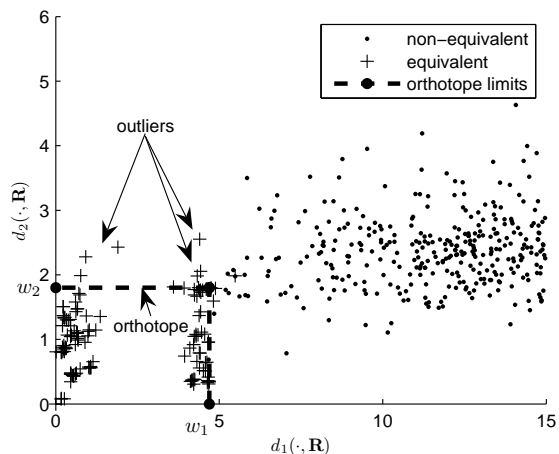 6
non−equivalent
equivalent
orthotope limits
5
outliers
4
d₂(·, R)
3
2
w₂
orthotope
1
0
0
w₁
5
10
15
d₁(·, R)